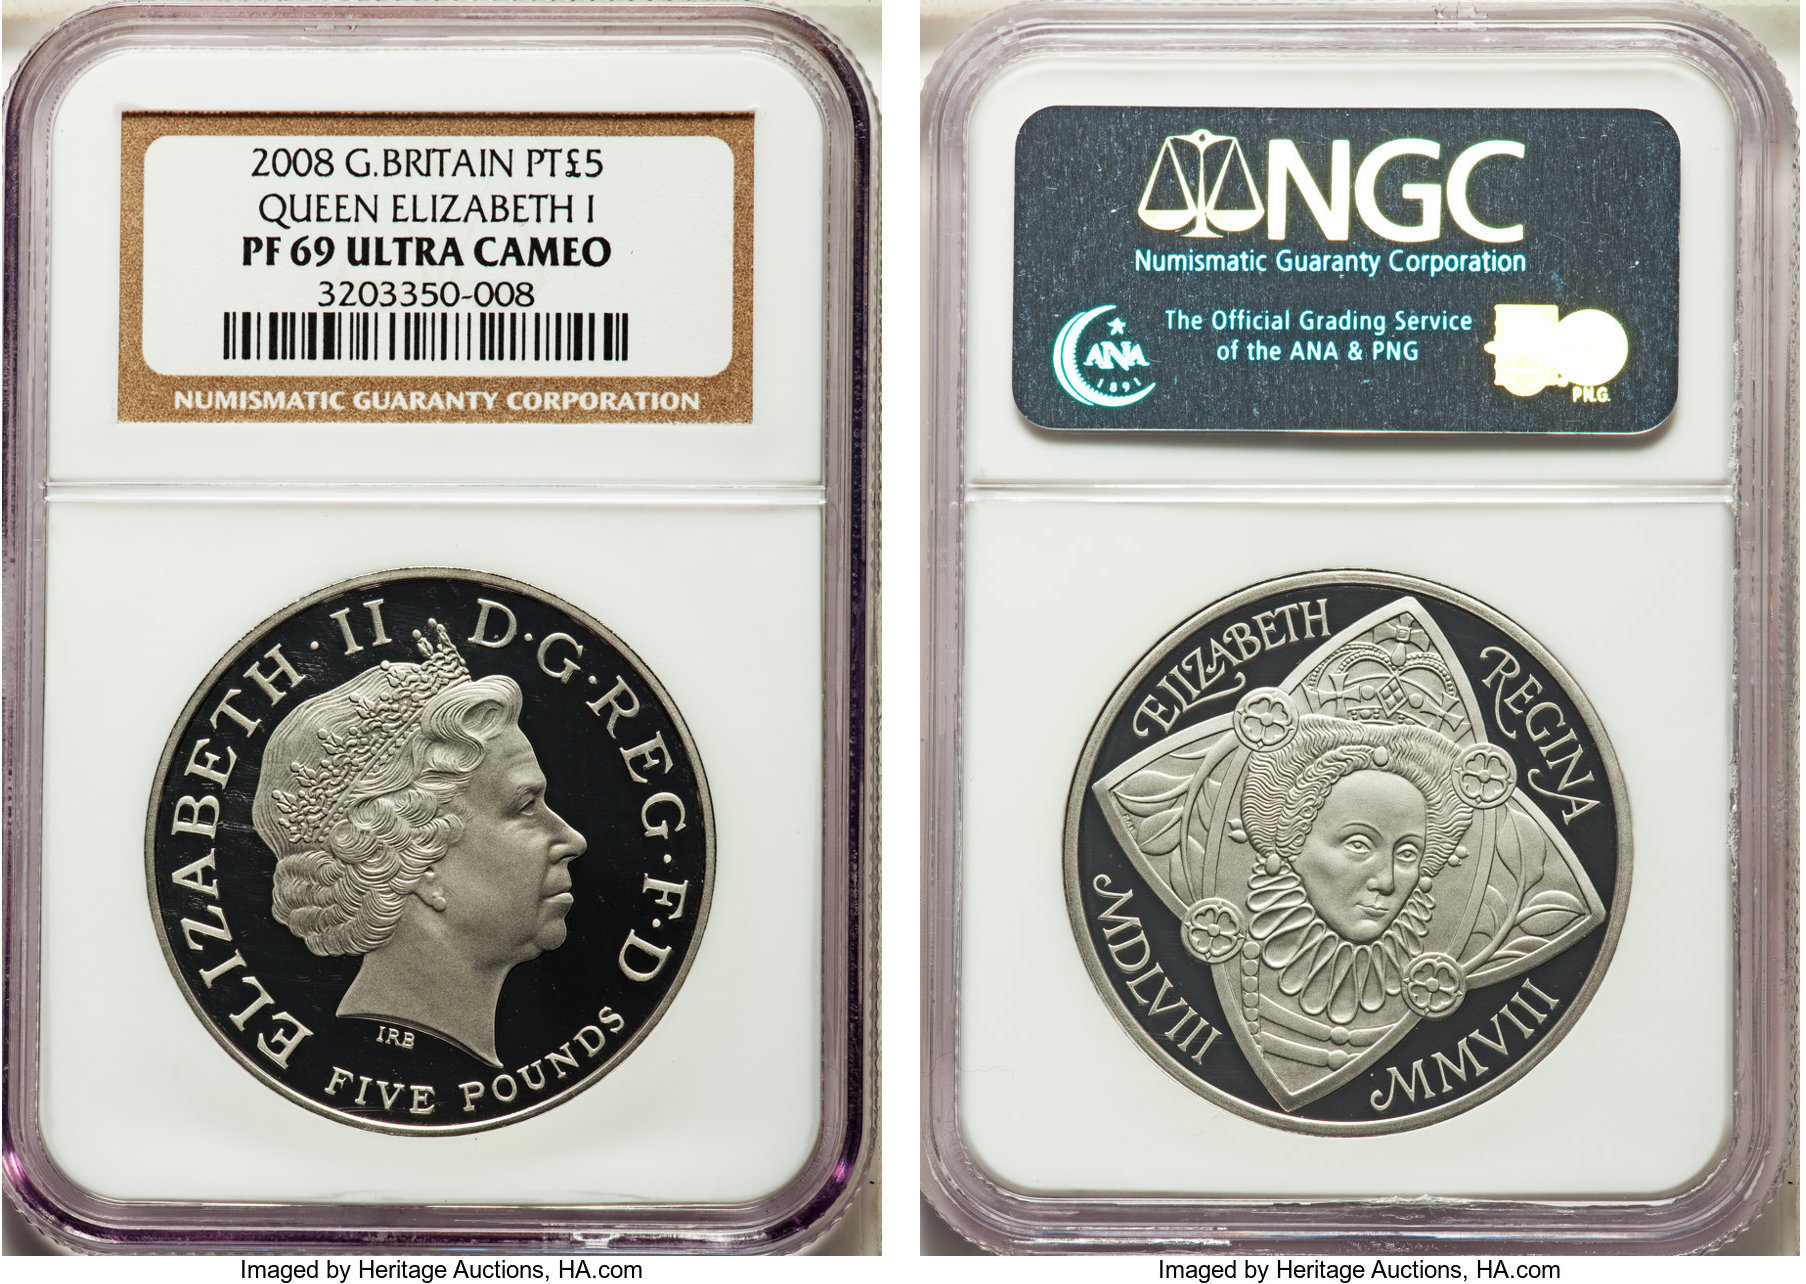 2008 G.BRITAIN PT£5
QUEEN ELIZABETH I
PF 69 ULTRA CAMEO
3203350-008
NUMISMATIC GUARANTY CORPORATION
ELIZABETH·II D·G·REG·F·D
IRB
FIVE POUNDS
Imaged by Heritage Auctions, HA.com
NGC
Numismatic Guaranty Corporation
The Official Grading Service
of the ANA & PNG
ANA
1891
P.N.G.
ELIZABETH REGINA
MDLVIII MMVIII
Imaged by Heritage Auctions, HA.com